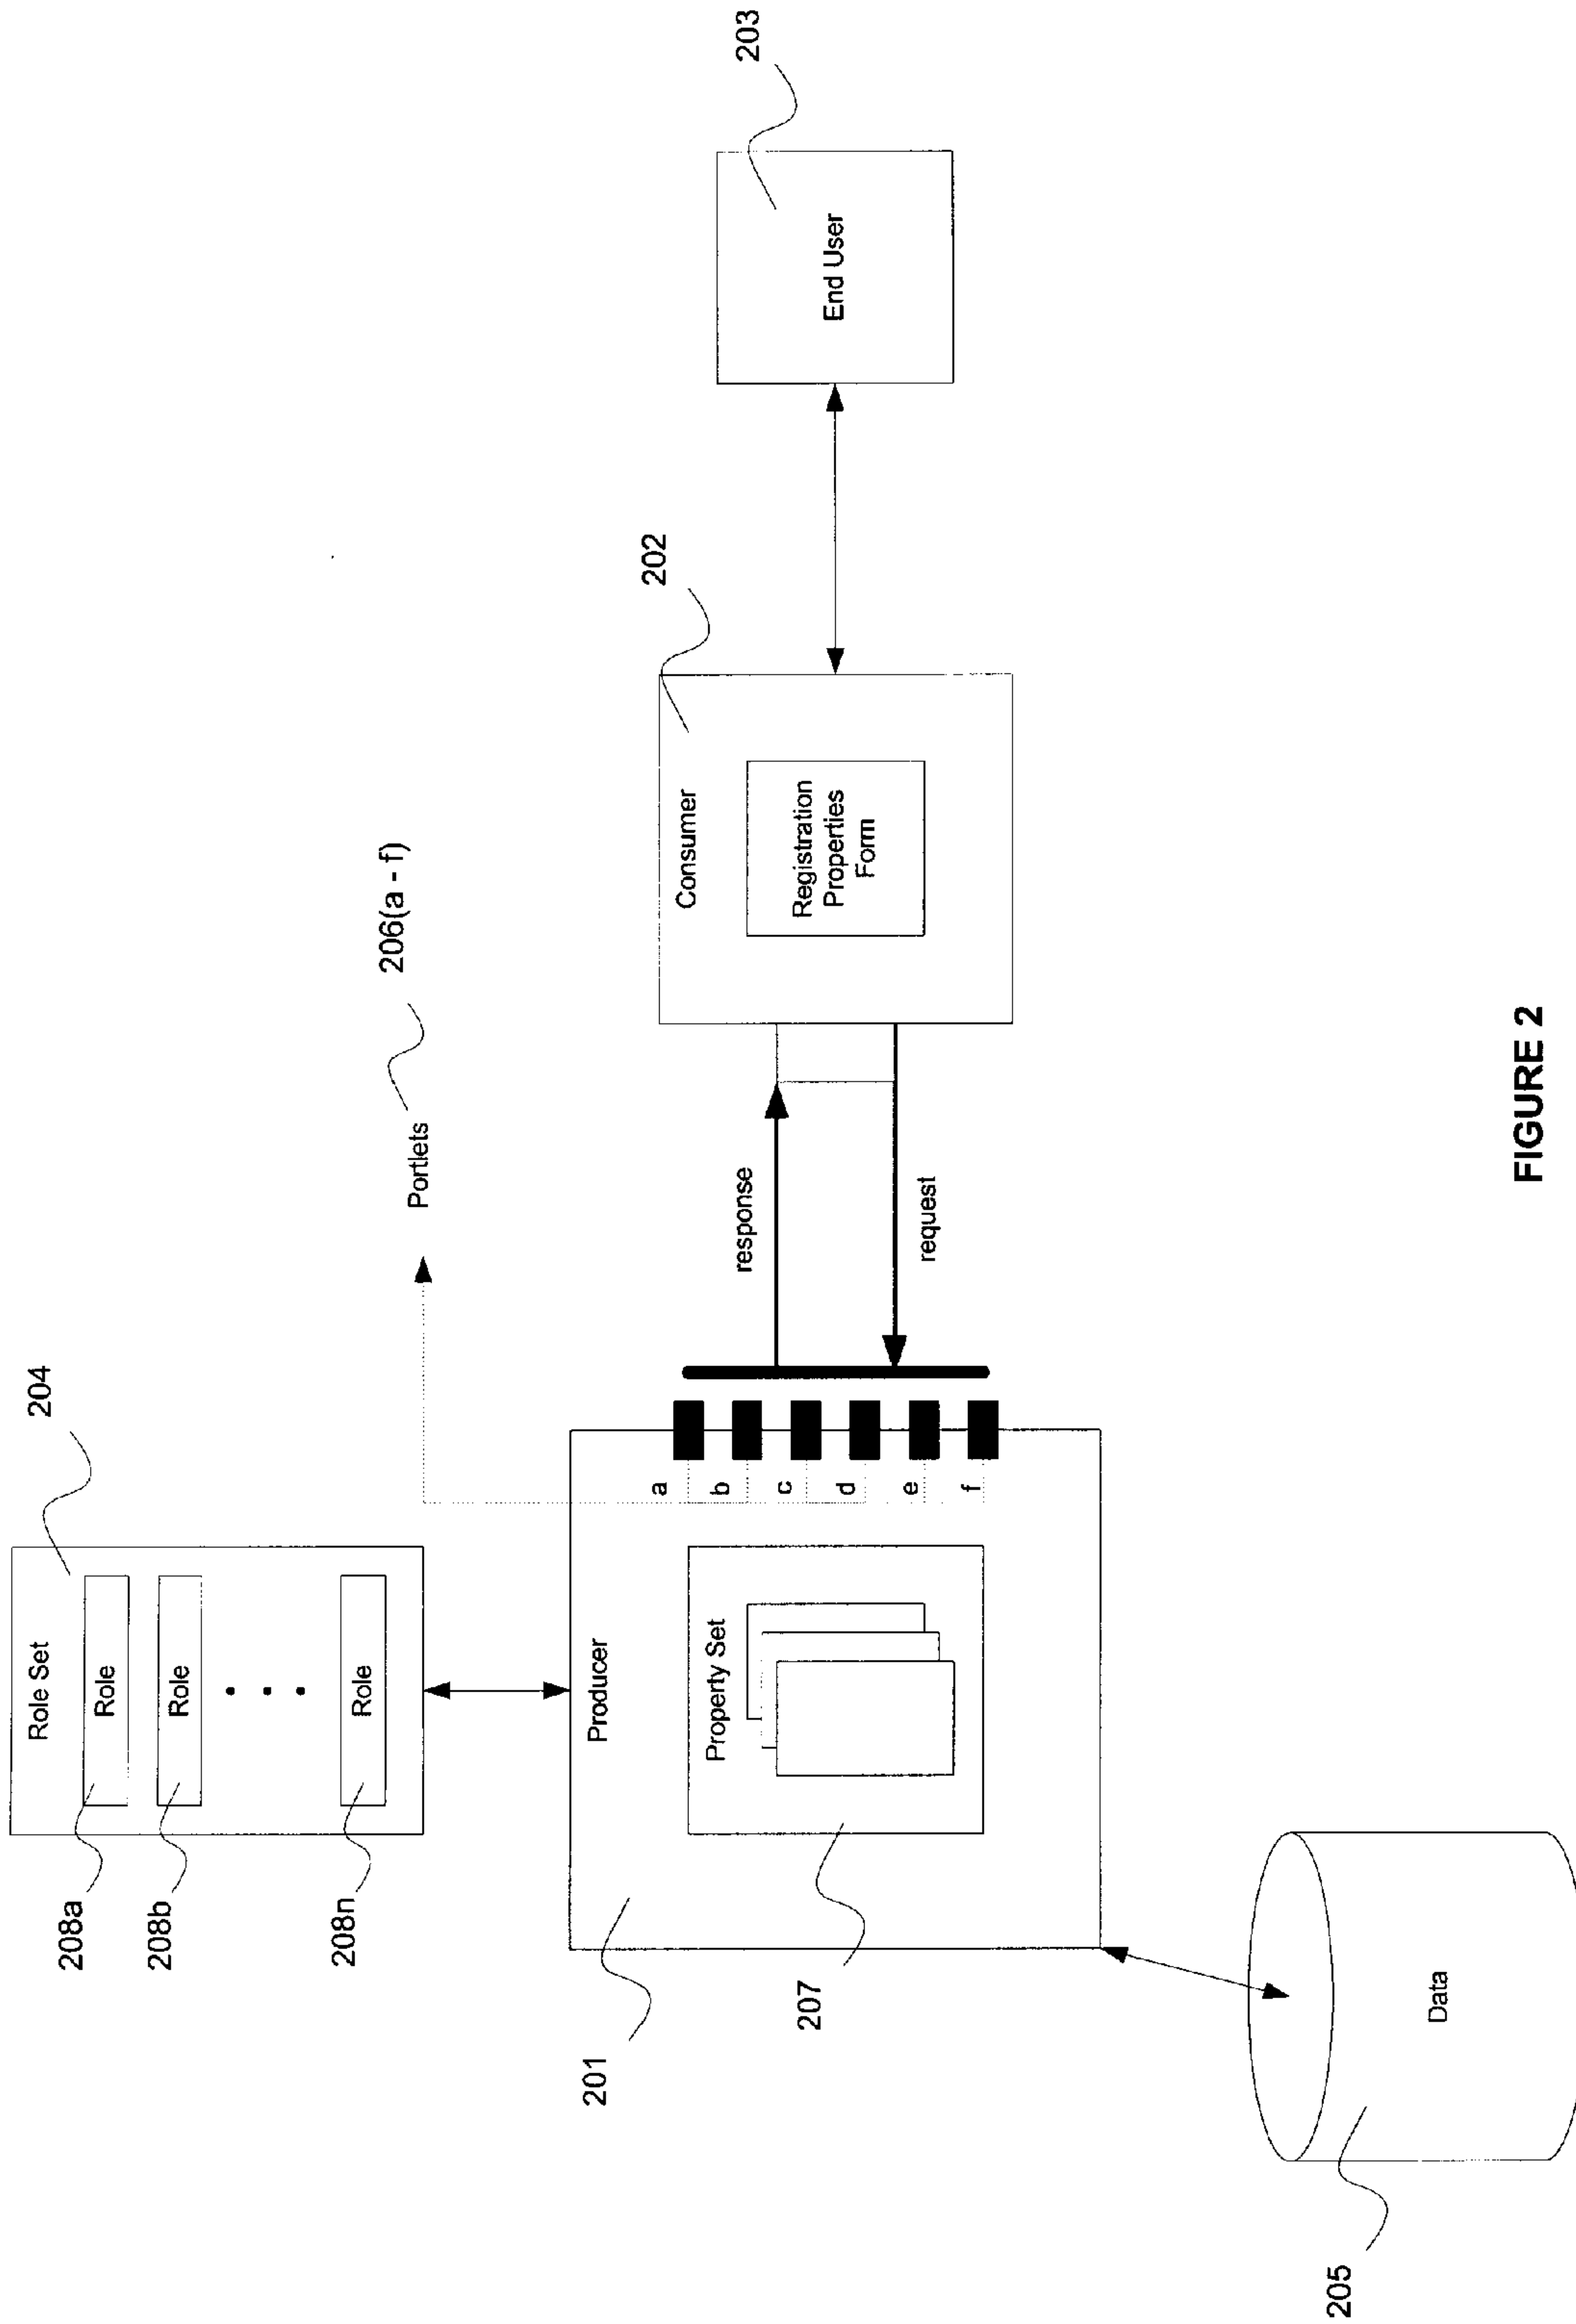 204
Role Set
Role
Role
Role
208a
208b
208n
Portlets
206(a - f)
203
End User
202
Consumer
Registration
Properties
Form
response
request
Producer
a
b
c
d
e
f
Property Set
201
207
Data
205
FIGURE 2